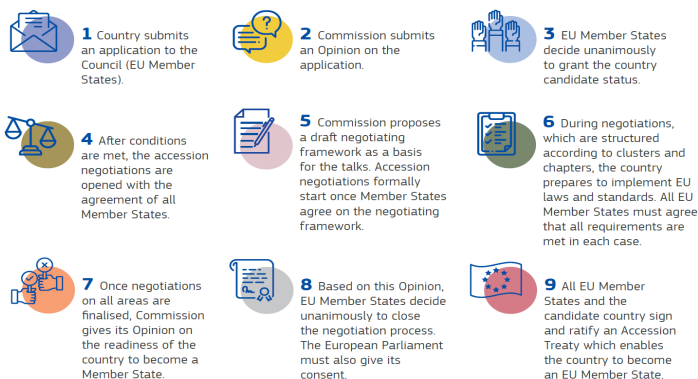 1 Country submits
an application to the
Council (EU Member
States).
2 Commission submits
an Opinion on the
application.
3 EU Member States
decide unanimously
to grant the country
candidate status.
4 After conditions
are met, the accession
negotiations are
opened with the
agreement of all
Member States.
5 Commission proposes
a draft negotiating
framework as a basis
for the talks. Accession
negotiations formally
start once Member States
agree on the negotiating
framework.
6 During negotiations,
which are structured
according to clusters and
chapters, the country
prepares to implement EU
laws and standards. All EU
Member States must agree
that all requirements are
met in each case.
7 Once negotiations
on all areas are
finalised, Commission
gives its Opinion on
the readiness of the
country to become a
Member State.
8 Based on this Opinion,
EU Member States decide
unanimously to close
the negotiation process.
The European Parliament
must also give its
consent.
9 All EU Member
States and the
candidate country sign
and ratify an Accession
Treaty which enables
the country to become
an EU Member State.